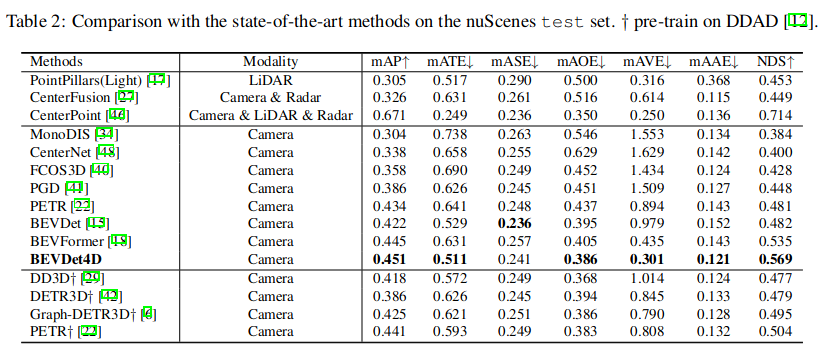 Table 2: Comparison with the state-of-the-art methods on the nuScenes test set. † pre-train on DDAD [12].
Methods Modality mAP↑ mATE↓ mASE↓ mAOE↓ mAVE↓ mAAE↓ NDS↑
PointPillars(Light) [17] LiDAR 0.305 0.517 0.290 0.500 0.316 0.368 0.453
CenterFusion [27] Camera & Radar 0.326 0.631 0.261 0.516 0.614 0.115 0.449
CenterPoint [46] Camera & LiDAR & Radar 0.671 0.249 0.236 0.350 0.250 0.136 0.714
MonoDIS [34] Camera 0.304 0.738 0.263 0.546 1.553 0.134 0.384
CenterNet [48] Camera 0.338 0.658 0.255 0.629 1.629 0.142 0.400
FCOS3D [40] Camera 0.358 0.690 0.249 0.452 1.434 0.124 0.428
PGD [41] Camera 0.386 0.626 0.245 0.451 1.509 0.127 0.448
PETR [22] Camera 0.434 0.641 0.248 0.437 0.894 0.143 0.481
BEVDet [15] Camera 0.422 0.529 0.236 0.395 0.979 0.152 0.482
BEVFormer [18] Camera 0.445 0.631 0.257 0.405 0.435 0.143 0.535
BEVDet4D Camera 0.451 0.511 0.241 0.386 0.301 0.121 0.569
DD3D† [29] Camera 0.418 0.572 0.249 0.368 1.014 0.124 0.477
DETR3D† [42] Camera 0.386 0.626 0.245 0.394 0.845 0.133 0.479
Graph-DETR3D† [6] Camera 0.425 0.621 0.251 0.386 0.790 0.128 0.495
PETR† [22] Camera 0.441 0.593 0.249 0.383 0.808 0.132 0.504